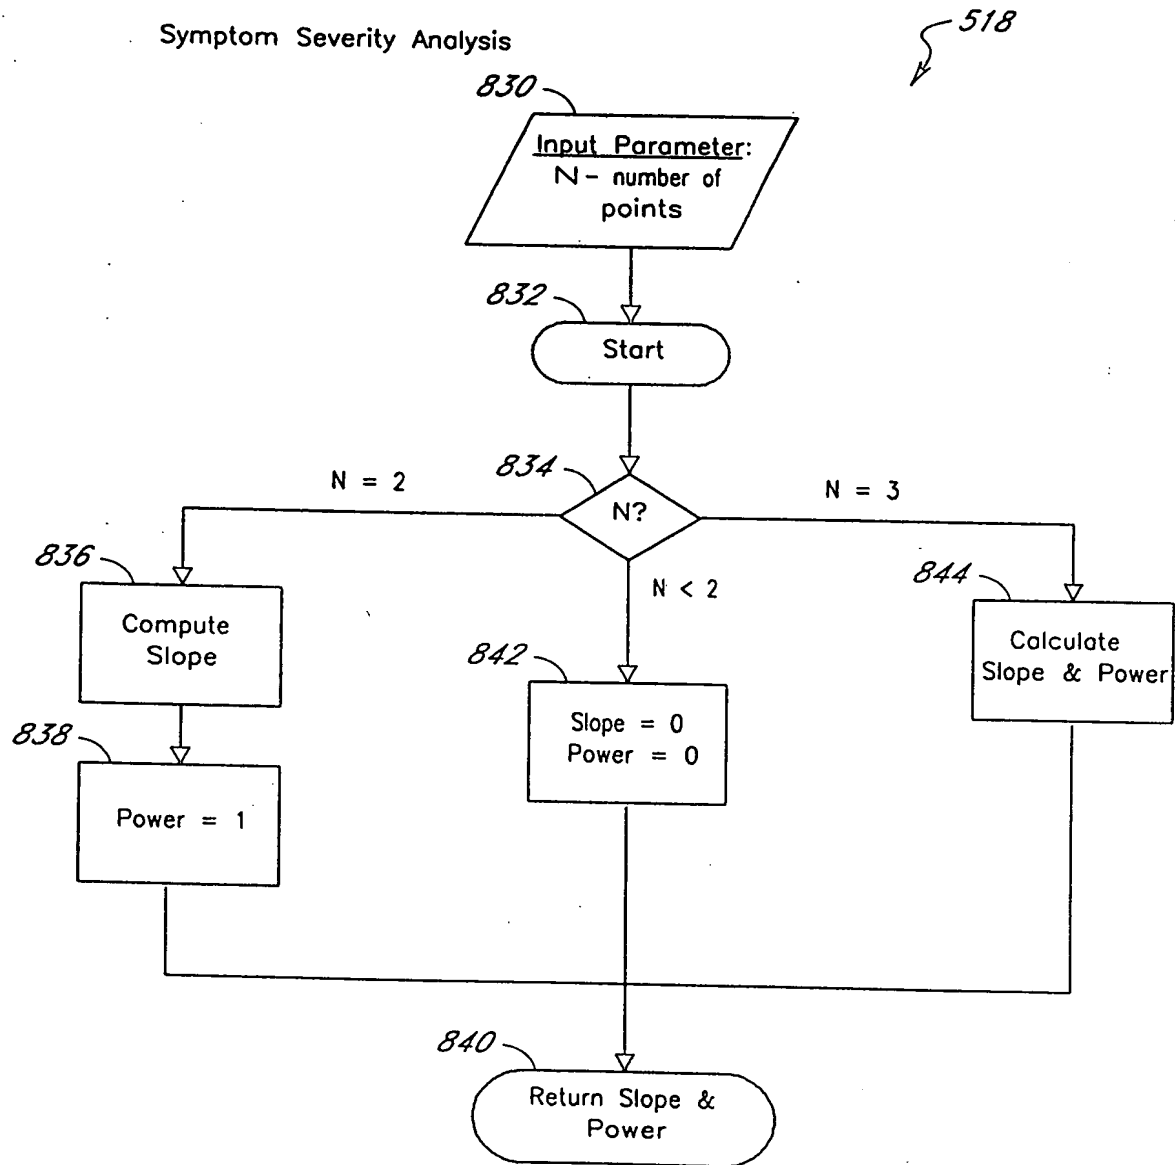 Symptom Severity Analysis
518
830
Input Parameter:
N - number of
points
832
Start
834
N?
N = 2
N = 3
N < 2
836
Compute
Slope
838
Power = 1
842
Slope = 0
Power = 0
844
Calculate
Slope & Power
840
Return Slope &
Power